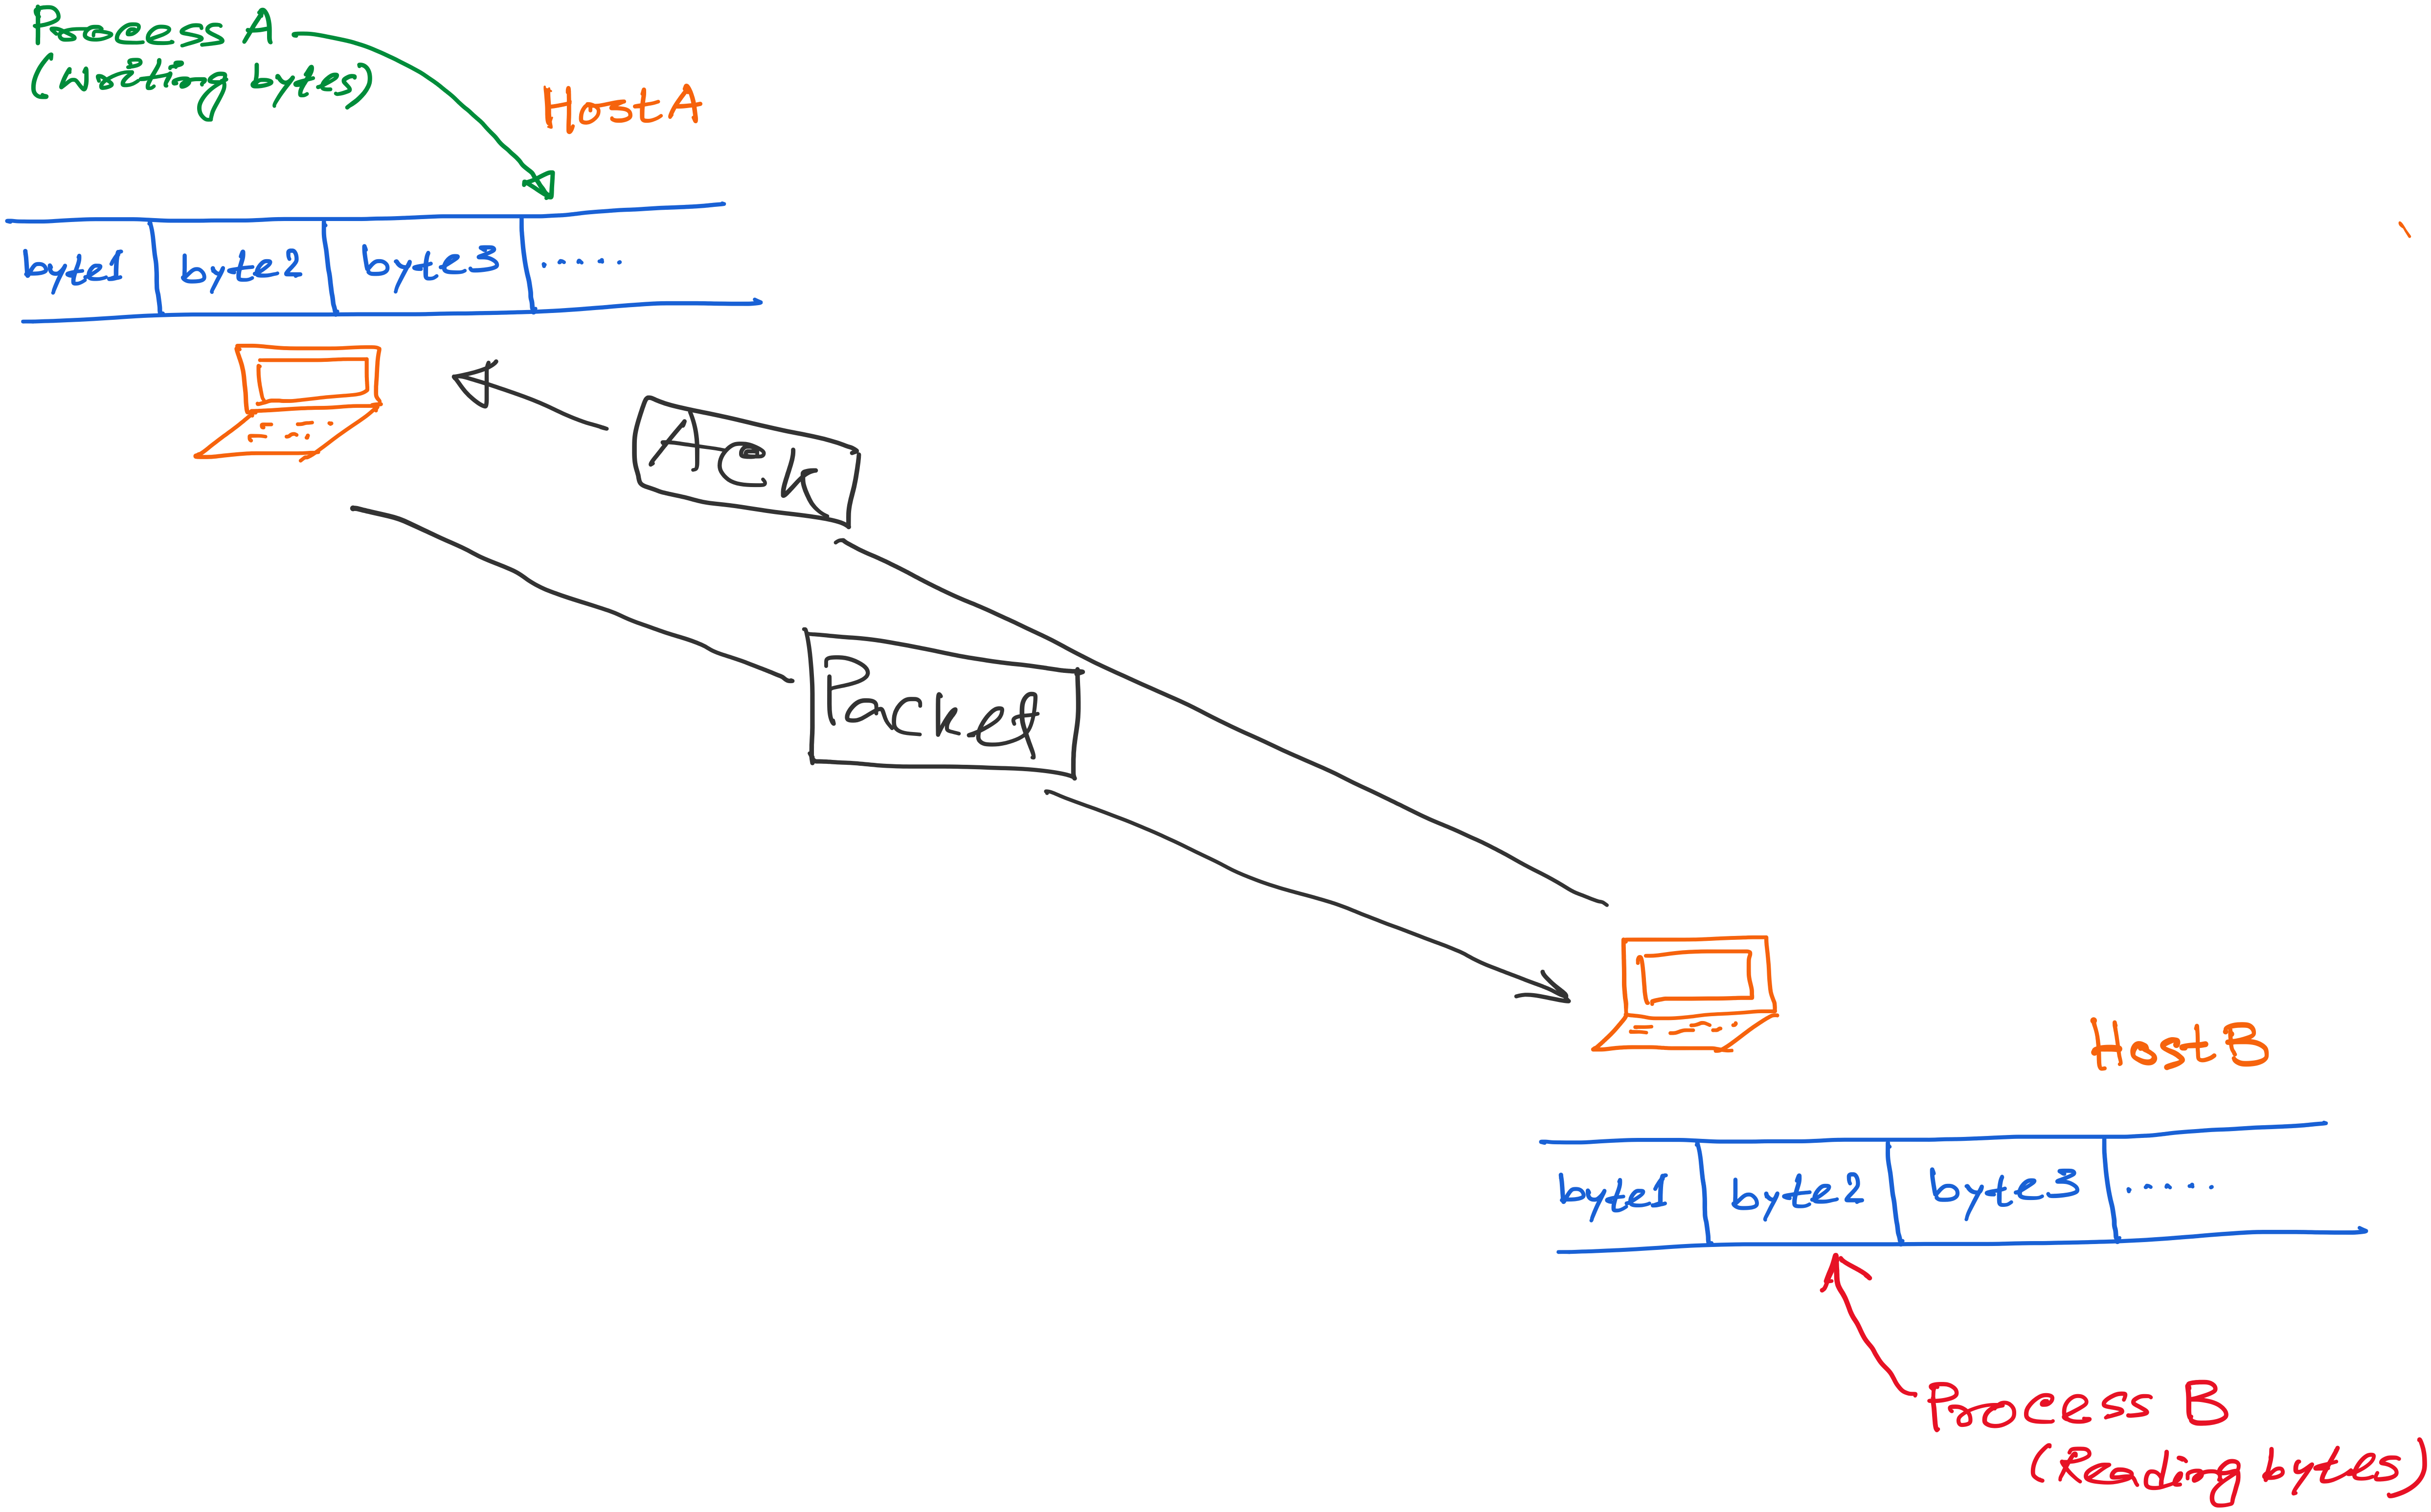 Process A
(writing bytes)
Host A
byte1 byte2 byte3 .....
Ack
Packet
Host B
byte1 byte2 byte3 .....
Process B
(Reading bytes)